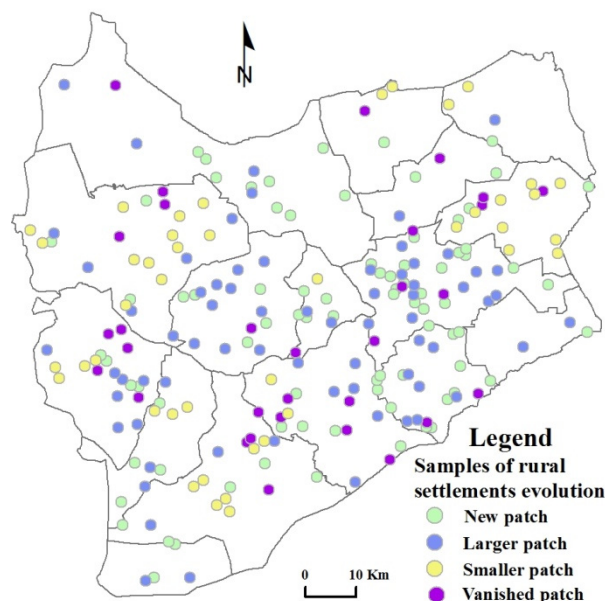 N
Legend
Samples of rural
settlements evolution
New patch
Larger patch
Smaller patch
Vanished patch
0 10 Km